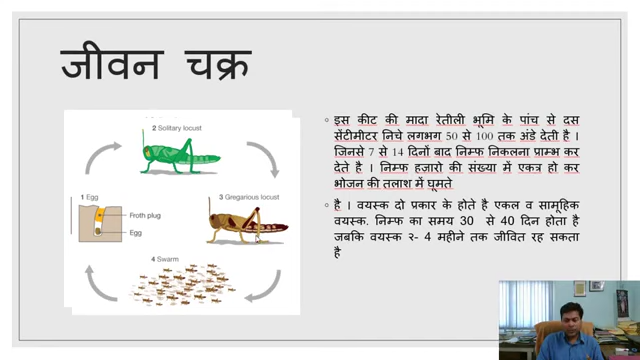 जीवन चक्र
2 Solitary locust
1 Egg
Froth plug
Egg
3 Gregarious locust
4 Swarm
इस कीट की मादा रेतीली भूमि के पांच से दस
सेंटीमीटर निचे लगभग 50 से 100 तक अंडे देती है ।
जिनसे 7 से 14 दिनों बाद निम्फ निकलना प्राम्भ कर
देते है । निम्फ हजारो की संख्या में एकत्र हो कर
भोजन की तलाश में घूमते
है । वयस्क दो प्रकार के होते है एकल व सामूहिक
वयस्क. निम्फ का समय 30 से 40 दिन होता है
जबकि वयस्क २- 4 महीने तक जीवित रह सकता
है